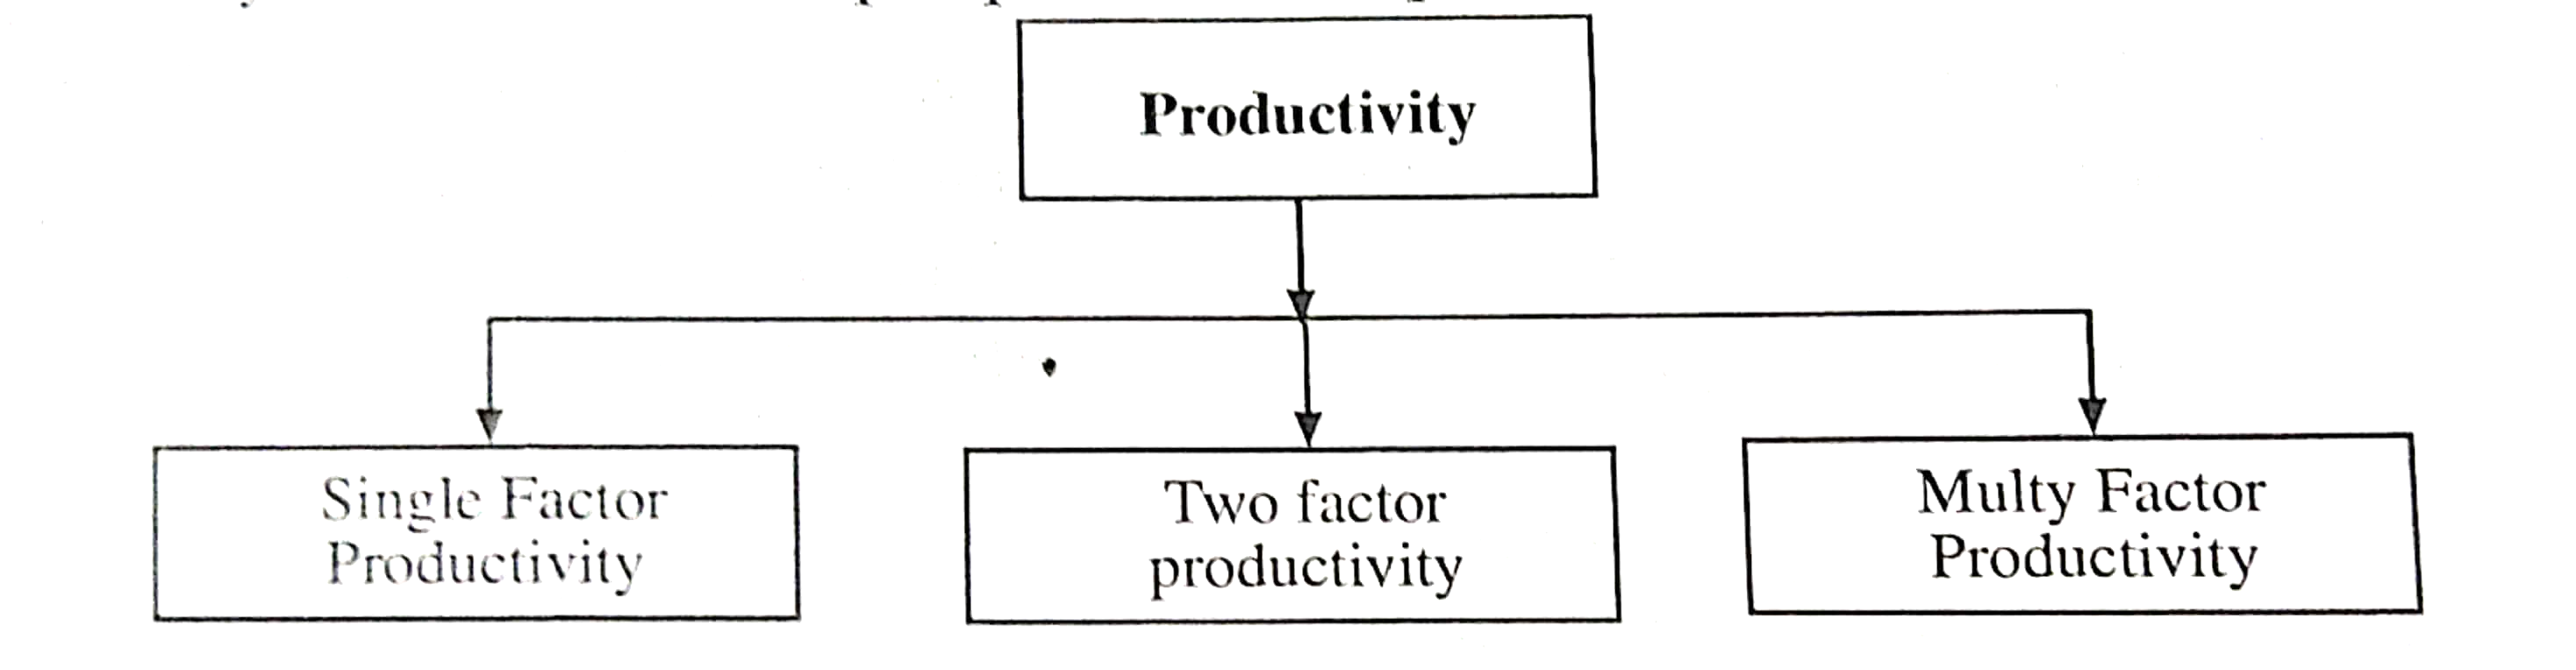 Productivity
Single Factor
Productivity
Two factor
productivity
Multy Factor
Productivity